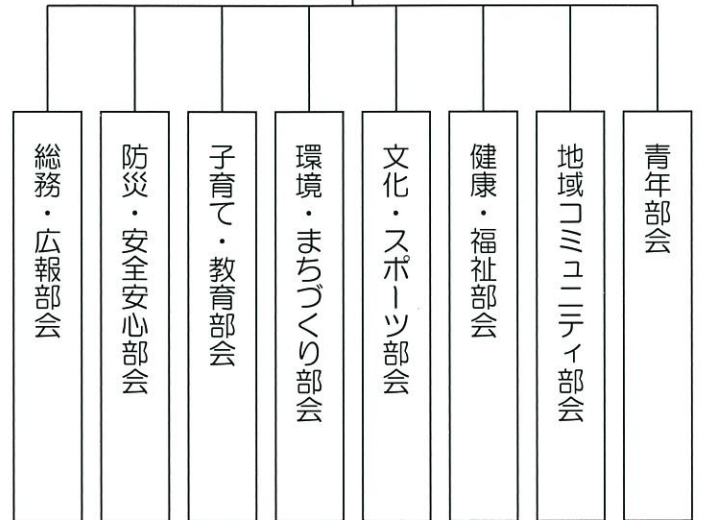 総務・広報部会
防災・安全安心部会
子育て・教育部会
環境・まちづくり部会
文化・スポーツ部会
健康・福祉部会
地域コミュニティ部会
青年部会